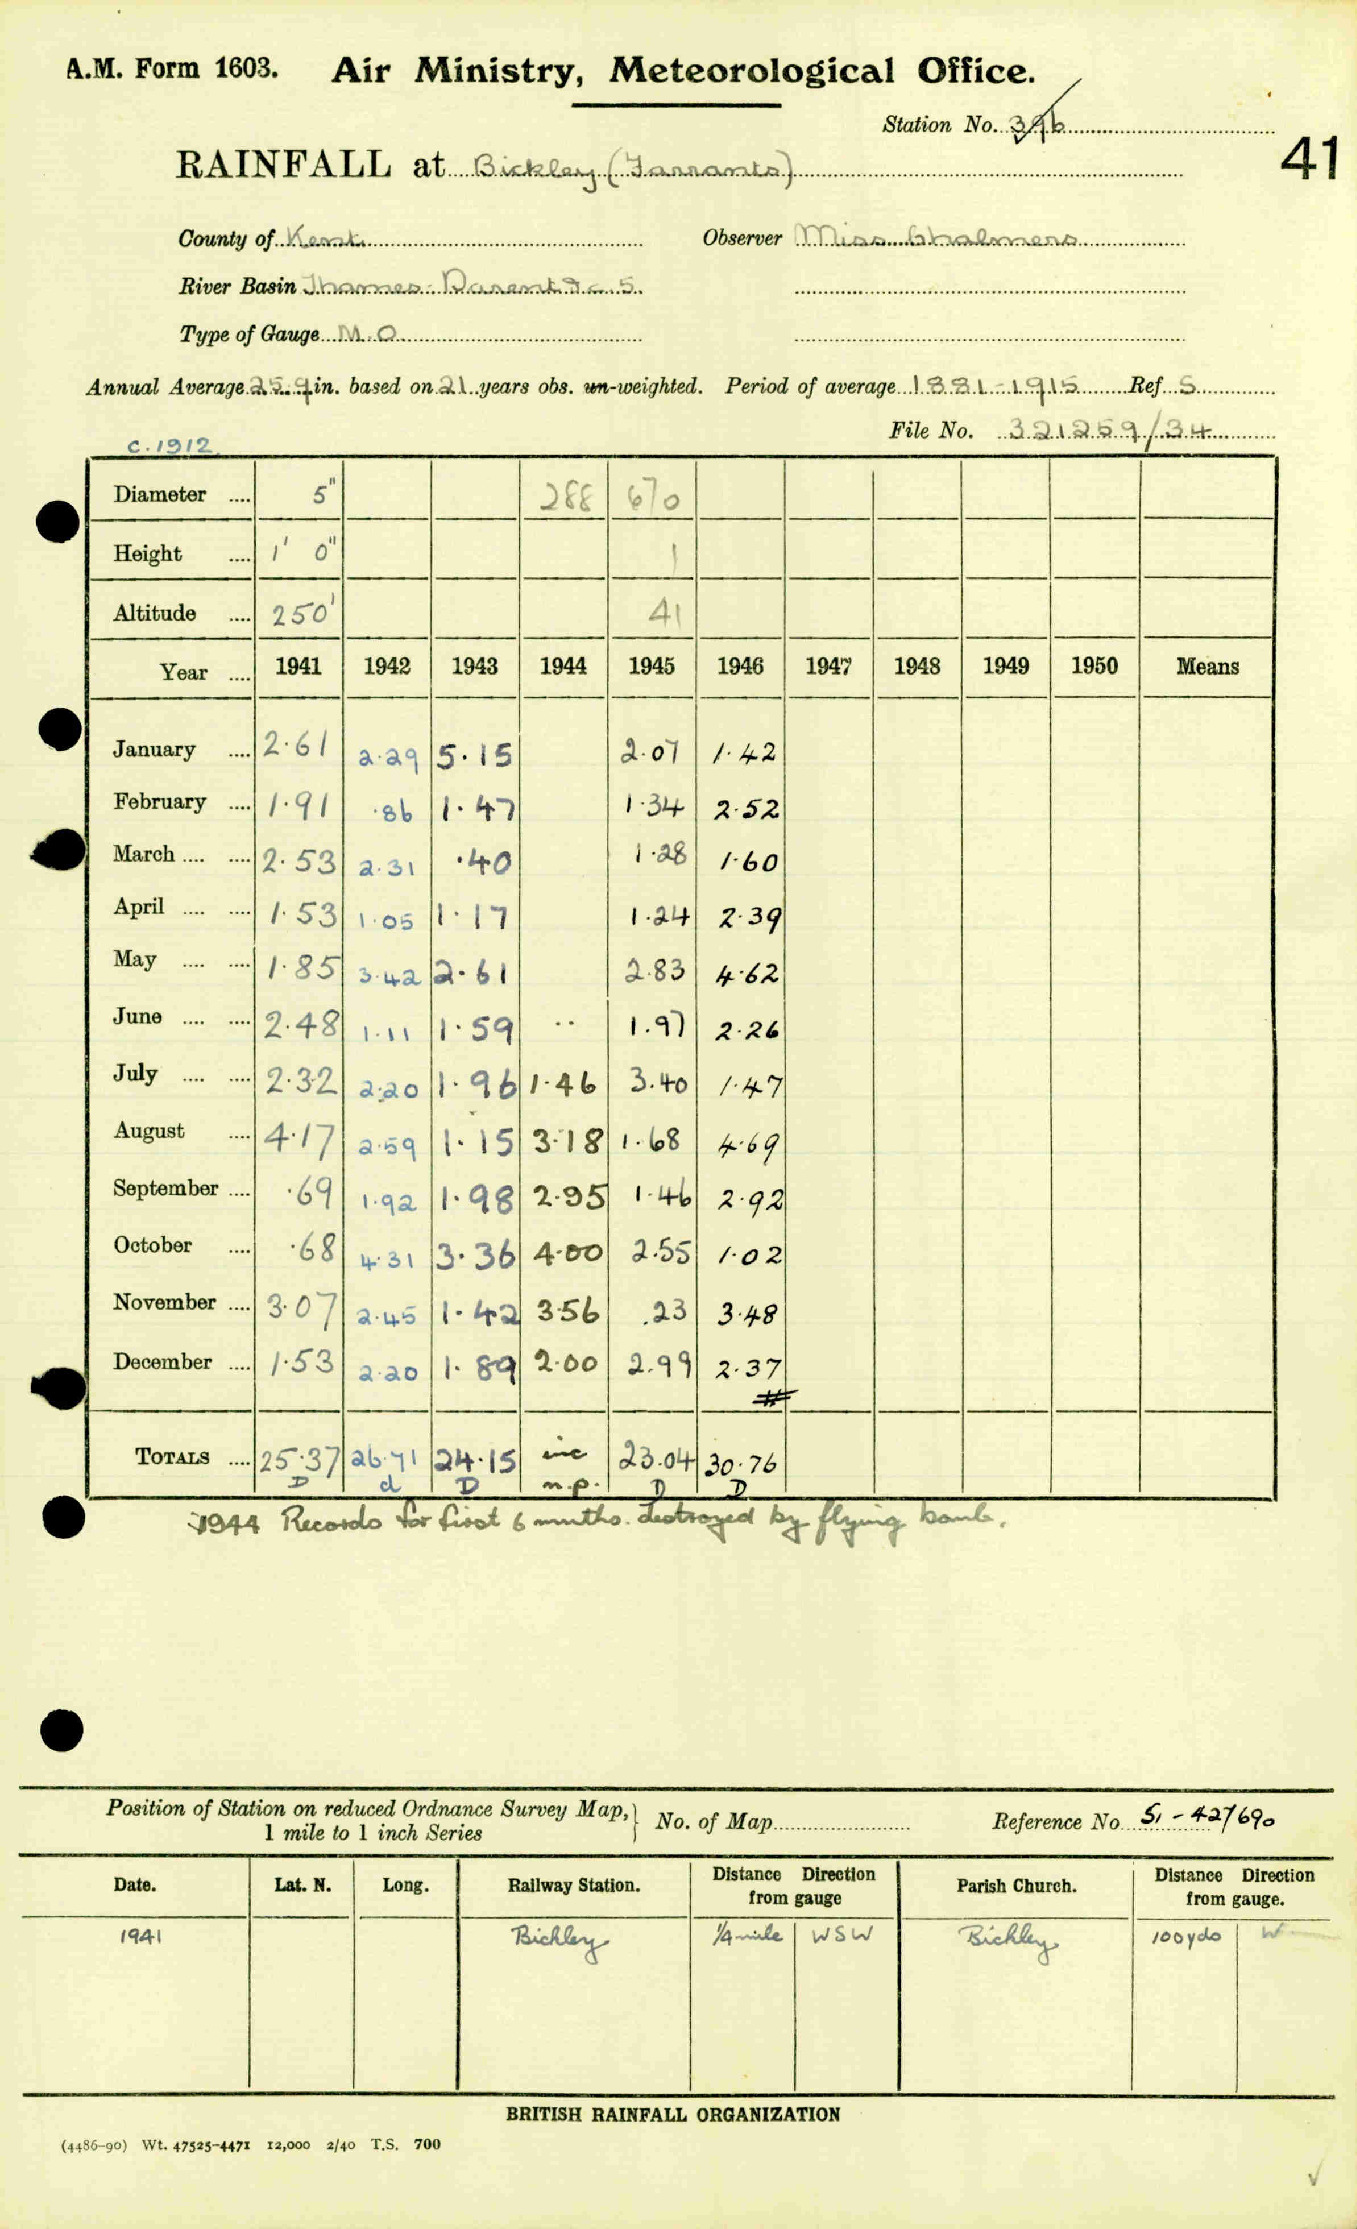 A.M. Form 1603. Air Ministry, Meteorological Office.
Station No. 396
41
RAINFALL at Bickley (Farrants)
County of Kent Observer Miss Chalmers
River Basin Thames - Darent &c 5
Type of Gauge M.O
Annual Average 25.9 in. based on 21 years obs. un-weighted. Period of average 1881-1915 Ref S
File No. 321259/34
c.1912
Diameter .... 5" 288 670
Height .... 1' 0" 1
Altitude .... 250' 41
Year .... 1941 1942 1943 1944 1945 1946 1947 1948 1949 1950 Means
January .... 2.61 2.29 5.15 2.07 1.42
February .... 1.91 .86 1.47 1.34 2.52
March .... .... 2.53 2.31 .40 1.28 1.60
April .... .... 1.53 1.05 1.17 1.24 2.39
May .... .... 1.85 3.42 2.61 2.83 4.62
June .... .... 2.48 1.11 1.59 .. 1.97 2.26
July .... .... 2.32 2.20 1.96 1.46 3.40 1.47
August .... 4.17 2.59 1.15 3.18 1.68 4.69
September .... .69 1.92 1.98 2.95 1.46 2.92
October .... .68 4.31 3.36 4.00 2.55 1.02
November .... 3.07 2.45 1.42 3.56 .23 3.48
December .... 1.53 2.20 1.89 2.00 2.99 2.37
TOTALS .... 25.37 26.71 24.15 inc 23.04 30.76
D d D n.p. D D
1944 Records for first 6 mnths. destroyed by flying bomb.
Position of Station on reduced Ordnance Survey Map,
1 mile to 1 inch Series
No. of Map Reference No 51-427690
Date. Lat. N. Long. Railway Station. Distance Direction from gauge Parish Church. Distance Direction from gauge.
1941 Bickley 1/4 mile WSW Bickley 100yds W
BRITISH RAINFALL ORGANIZATION
(4486-90) Wt. 47525-4471 12,000 2/40 T.S. 700